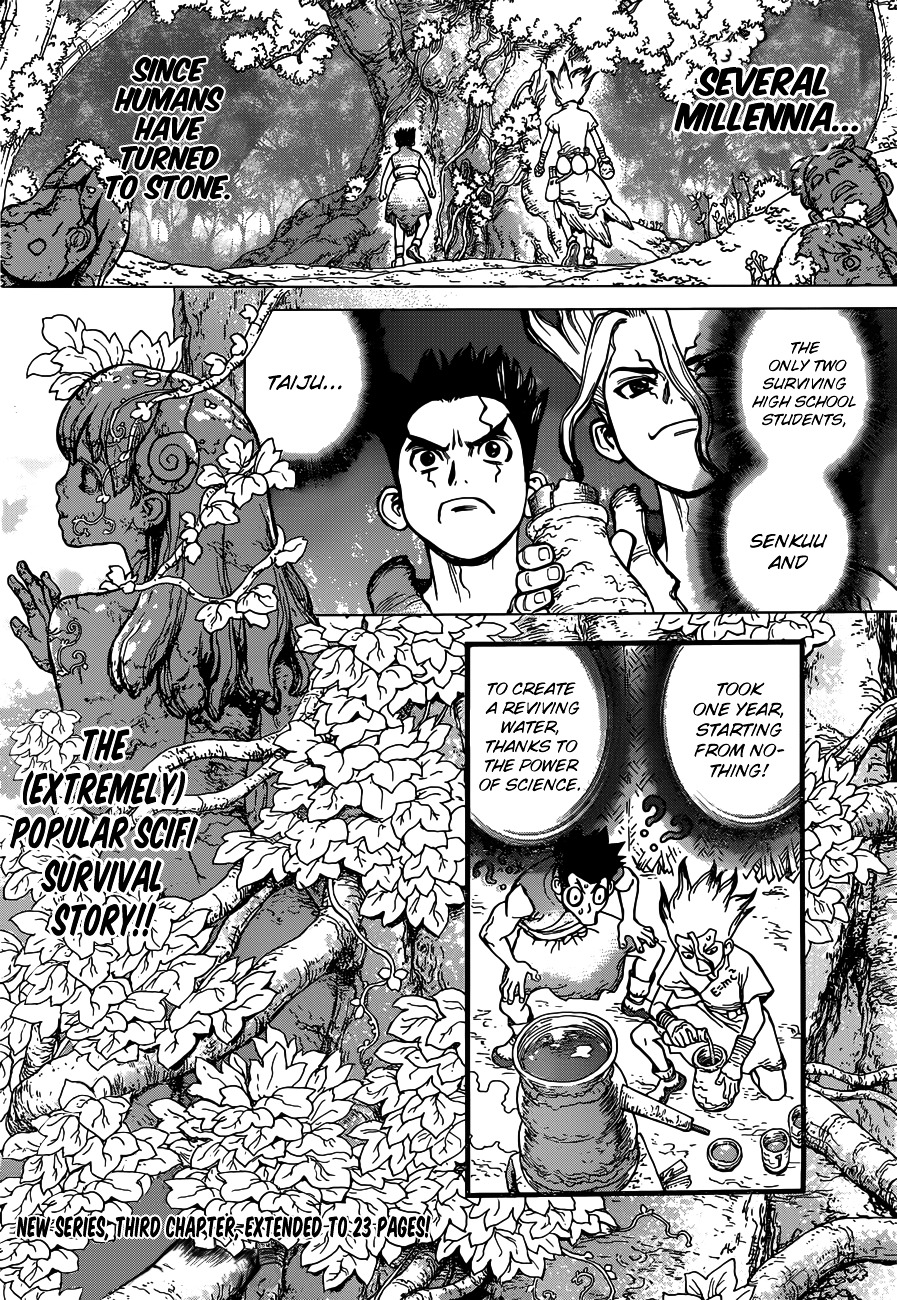 SEVERAL
MILLENNIA...
SINCE
HUMANS
HAVE
TURNED
TO STONE.
THE
ONLY TWO
SURVIVING
HIGH SCHOOL
STUDENTS,
SENKUU
AND
TAIJU...
TOOK
ONE YEAR,
STARTING
FROM NO-
THING!
TO CREATE
A REVIVING
WATER,
THANKS TO
THE POWER
OF SCIENCE.
??
??
E=mc2
THE
(EXTREMELY)
POPULAR SCIFI
SURVIVAL
STORY!!
NEW SERIES, THIRD CHAPTER, EXTENDED TO 23 PAGES!